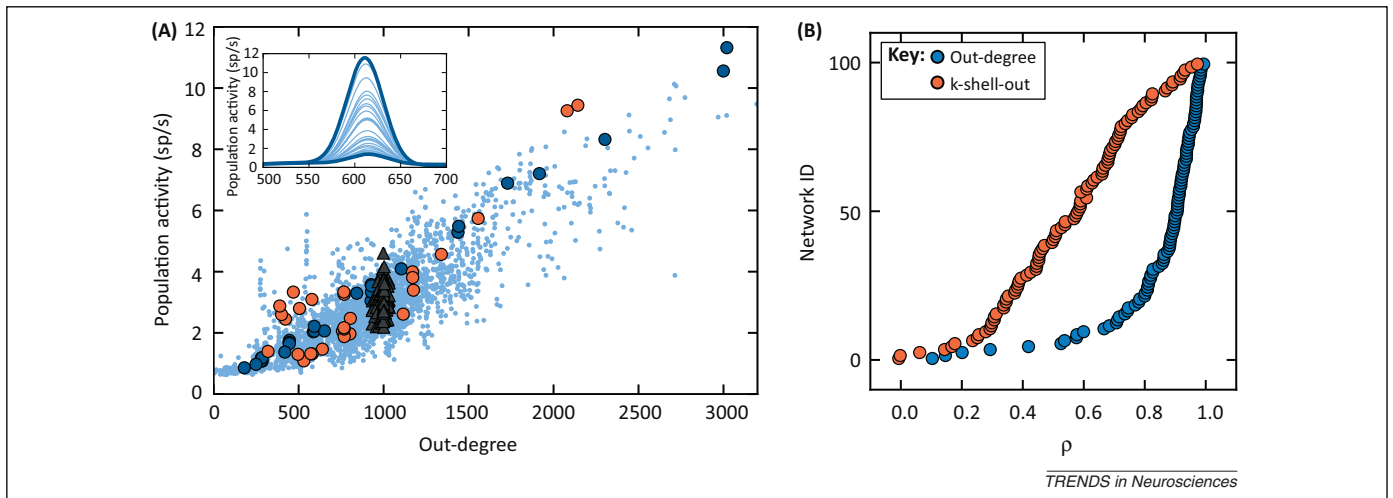 (A)
12
10
8
6
4
2
0
Population activity (sp/s)
0 500 1000 1500 2000 2500 3000
Out-degree
12
10
8
6
4
2
0
Population activity (sp/s)
500 550 600 650 700
(B)
Key: Out-degree
k-shell-out
100
50
0
Network ID
0.0 0.2 0.4 0.6 0.8 1.0
ρ
TRENDS in Neurosciences